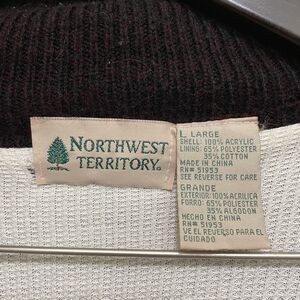 NORTHWEST
TERRITORY®
L LARGE
SHELL: 100% ACRYLIC
LINING: 65% POLYESTER
35% COTTON
MADE IN CHINA
RN# 51953
SEE REVERSE FOR CARE
GRANDE
EXTERIOR: 100% ACRILICA
FORRO: 65% POLYESTER
35% ALGODON
HECHO EN CHINA
RN# 51953
VE EL REVERSO PARA EL
CUIDADO